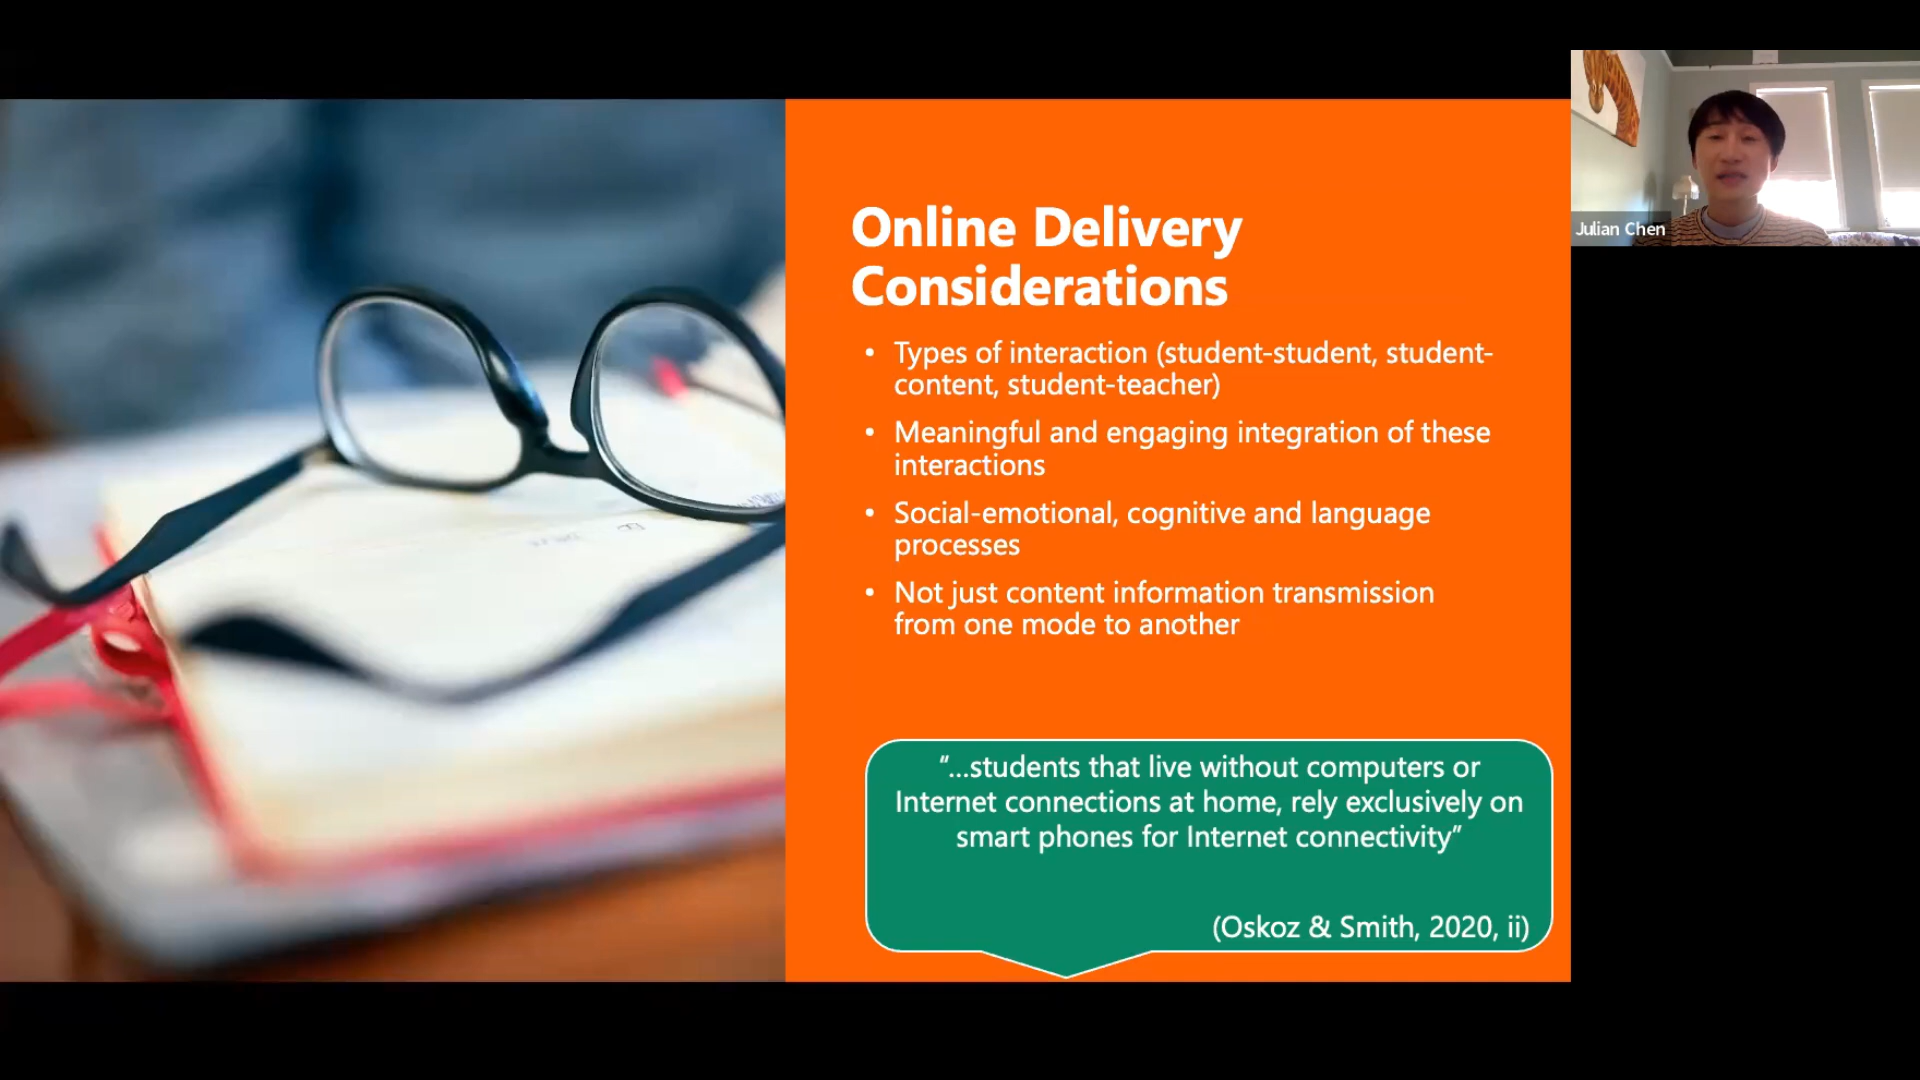 Online Delivery
Considerations
• Types of interaction (student-student, student-
content, student-teacher)
• Meaningful and engaging integration of these
interactions
• Social-emotional, cognitive and language
processes
• Not just content information transmission
from one mode to another
“...students that live without computers or
Internet connections at home, rely exclusively on
smart phones for Internet connectivity”
(Oskoz & Smith, 2020, ii)
Julian Chen